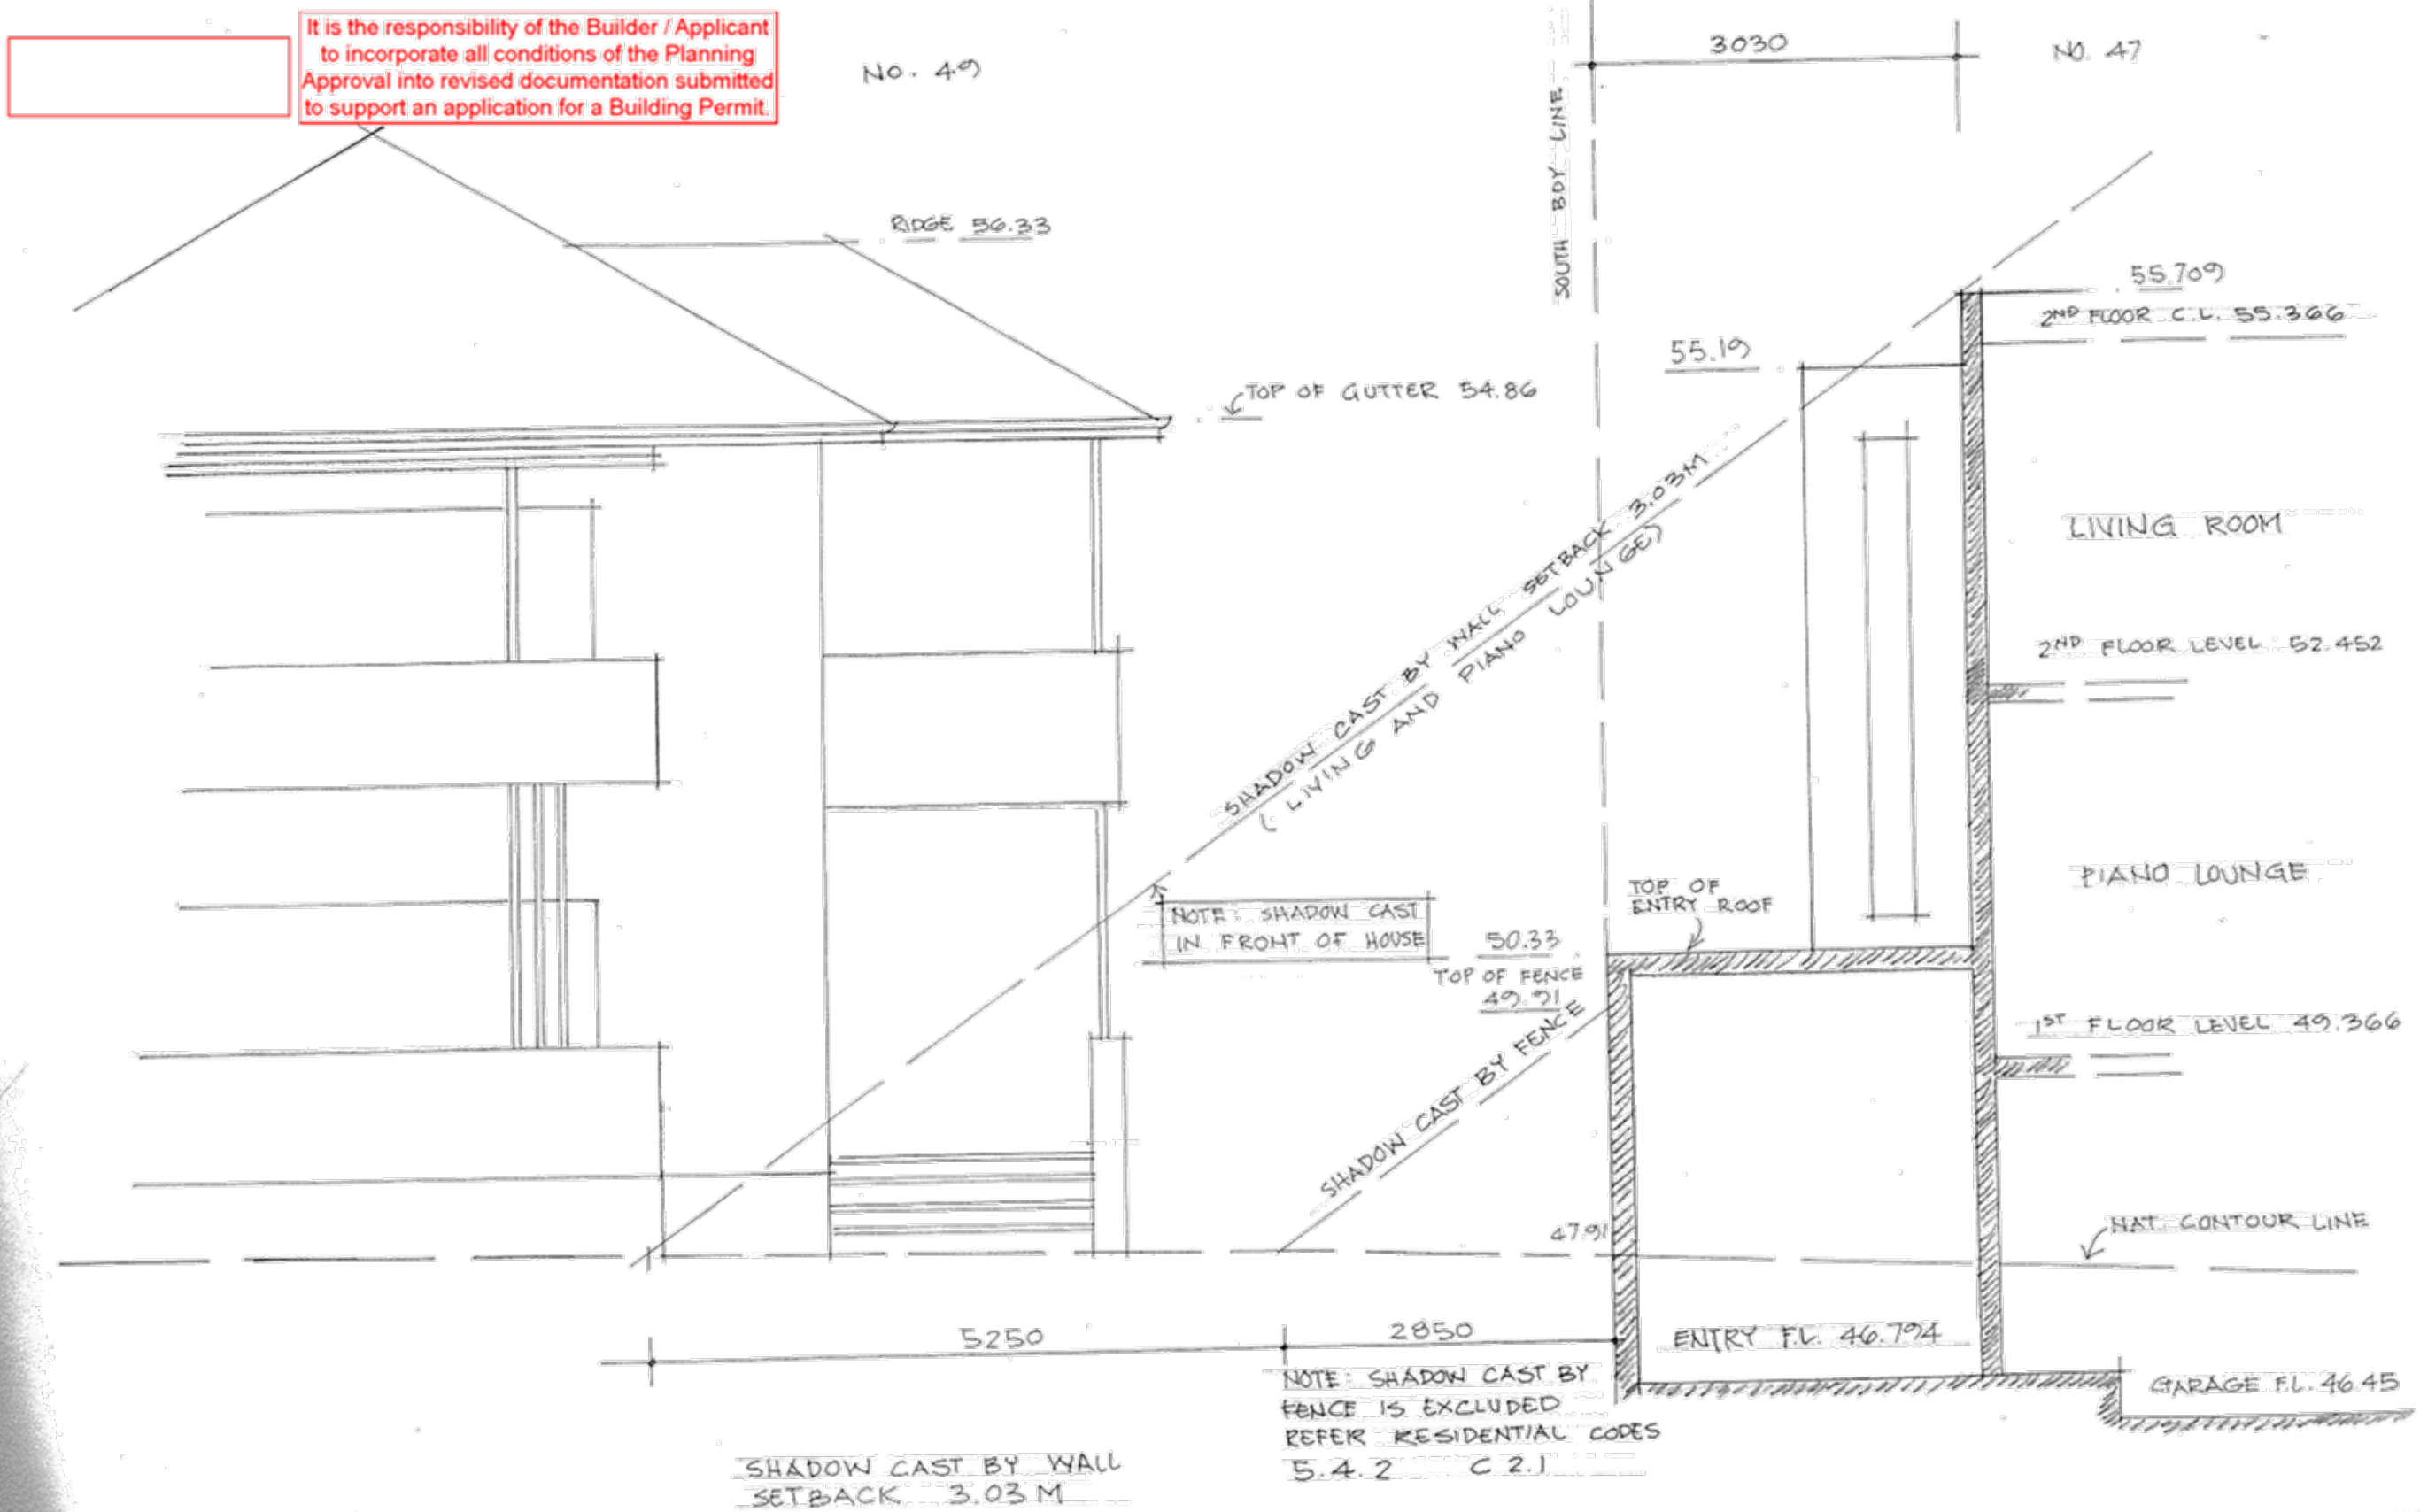 It is the responsibility of the Builder / Applicant
to incorporate all conditions of the Planning
Approval into revised documentation submitted
to support an application for a Building Permit.
NO. 49
3030
NO. 47
SOUTH BDY LINE
RIDGE 56.33
55.709
2ND FLOOR C.L. 55.366
55.19
TOP OF GUTTER 54.86
SHADOW CAST BY WALL SETBACK 3.03M
(LIVING AND PIANO LOUNGE)
LIVING ROOM
2ND FLOOR LEVEL 52.452
PIANO LOUNGE
TOP OF
ENTRY ROOF
NOTE: SHADOW CAST
IN FRONT OF HOUSE
50.33
TOP OF FENCE
49.91
SHADOW CAST BY FENCE
1ST FLOOR LEVEL 49.366
47.91
NAT. CONTOUR LINE
5250
2850
ENTRY F.L. 46.794
GARAGE F.L. 46.45
NOTE: SHADOW CAST BY
FENCE IS EXCLUDED
REFER RESIDENTIAL CODES
5.4.2 C 2.1
SHADOW CAST BY WALL
SETBACK 3.03 M